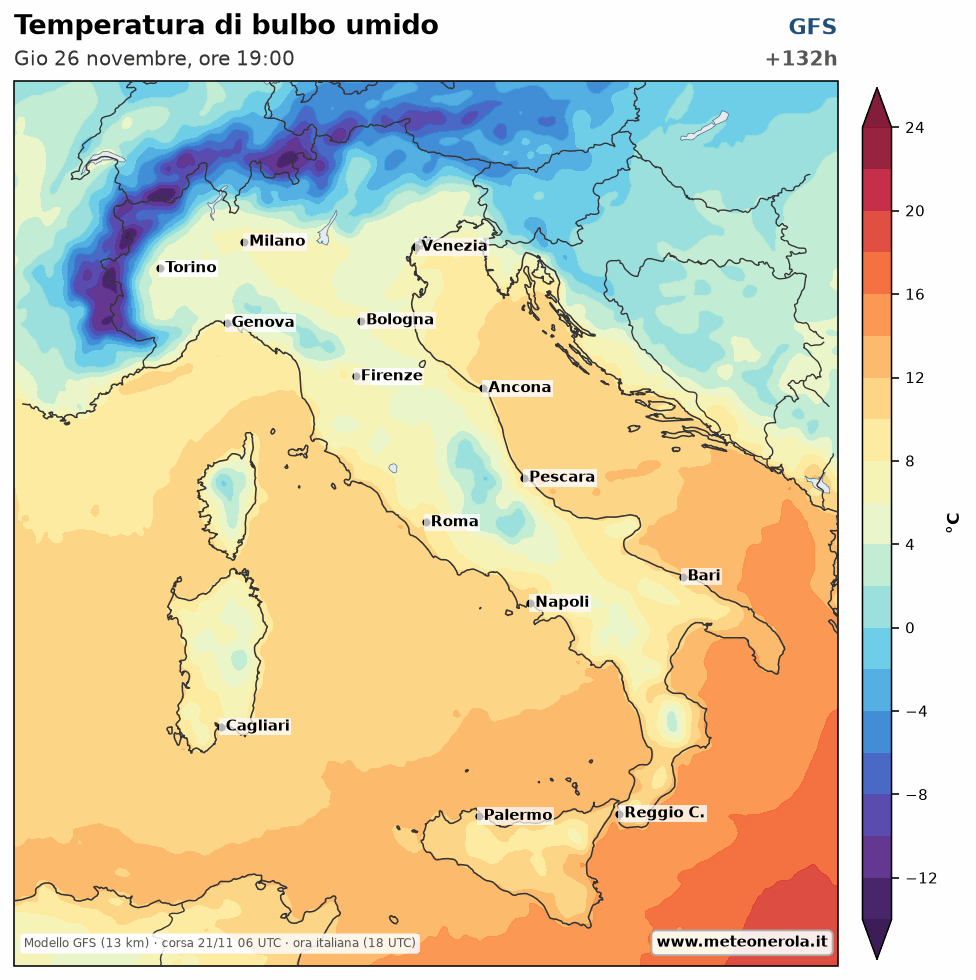 Temperatura di bulbo umido
GFS
Gio 26 novembre, ore 19:00
+132h
Milano
Venezia
Torino
Genova
Bologna
Firenze
Ancona
Pescara
Roma
Bari
Napoli
Cagliari
Palermo
Reggio C.
24
20
16
12
8
4
0
−4
−8
−12
°C
Modello GFS (13 km) · corsa 21/11 06 UTC · ora italiana (18 UTC)
www.meteonerola.it